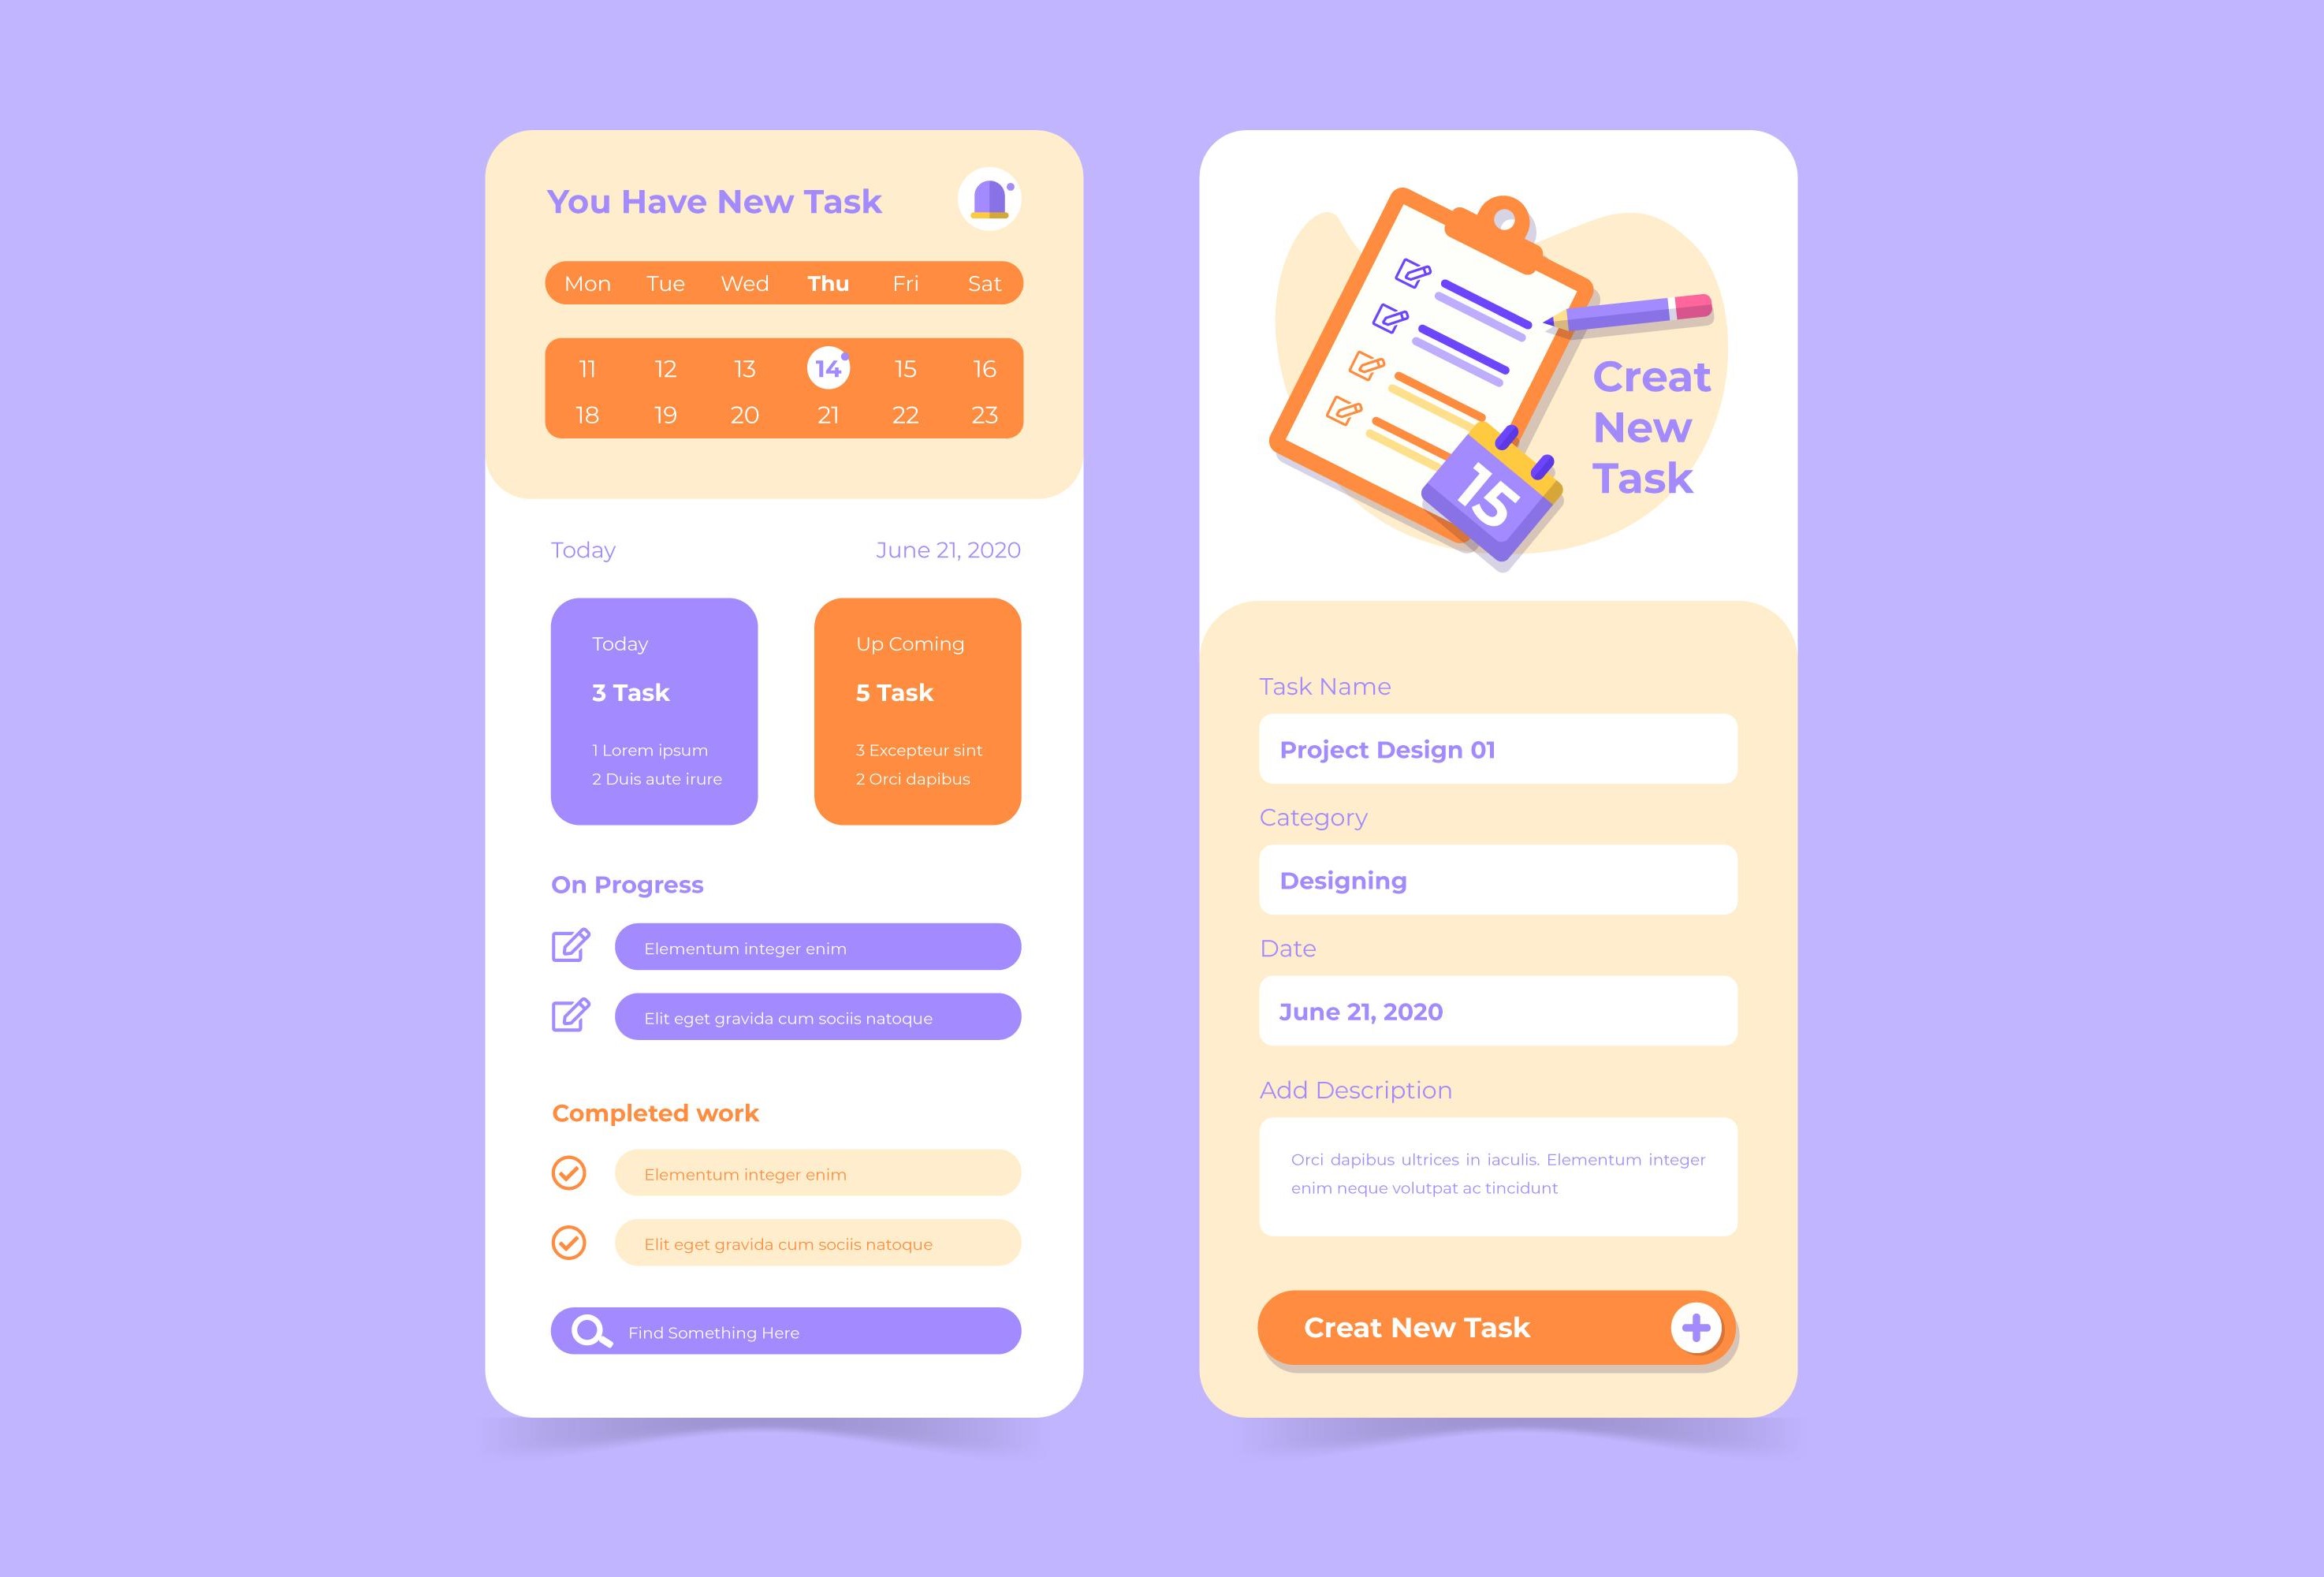 You Have New Task
Mon Tue Wed Thu Fri Sat
11 12 13 14 15 16
18 19 20 21 22 23
Today June 21, 2020
Today
3 Task
1 Lorem ipsum
2 Duis aute irure
Up Coming
5 Task
3 Excepteur sint
2 Orci dapibus
On Progress
Elementum integer enim
Elit eget gravida cum sociis natoque
Completed work
Elementum integer enim
Elit eget gravida cum sociis natoque
Find Something Here
Creat
New
Task
15
Task Name
Project Design 01
Category
Designing
Date
June 21, 2020
Add Description
Orci dapibus ultrices in iaculis. Elementum integer
enim neque volutpat ac tincidunt
Creat New Task